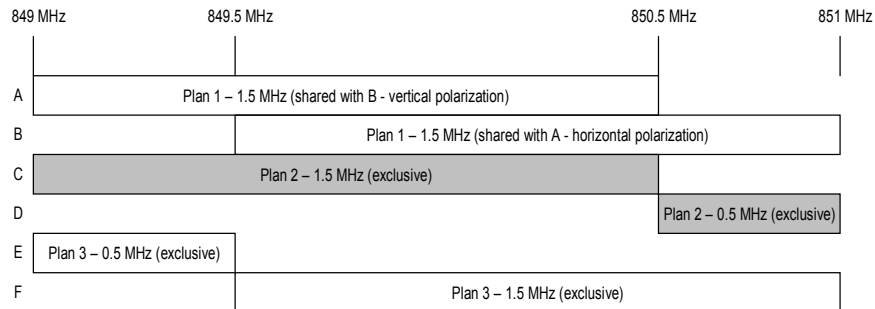 849 MHz 849.5 MHz 850.5 MHz 851 MHz
A Plan 1 – 1.5 MHz (shared with B - vertical polarization)
B Plan 1 – 1.5 MHz (shared with A - horizontal polarization)
C Plan 2 – 1.5 MHz (exclusive)
D Plan 2 – 0.5 MHz (exclusive)
E Plan 3 – 0.5 MHz (exclusive)
F Plan 3 – 1.5 MHz (exclusive)